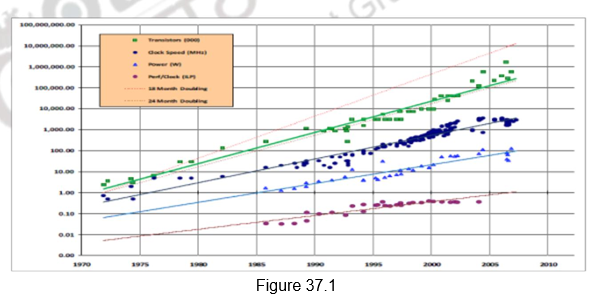 100,000,000.00
10,000,000.00
1,000,000.00
100,000.00
10,000.00
1,000.00
100.00
10.00
1.00
0.10
0.01
0.00
Transistors (000)
Clock Speed (MHz)
Power (W)
Perf/Clock (ILP)
18 Month Doubling
24 Month Doubling
1970 1975 1980 1985 1990 1995 2000 2005 2010
Figure 37.1